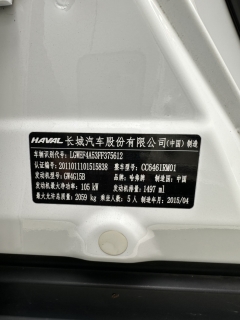 HAVAL 长城汽车股份有限公司(中国)制造
车辆识别代号: LGWEF4A53FF375612
认证编号: 2011011101515838 整车型号: CC6461RM01
发动机型号: GW4G15B 品牌: 哈弗牌 制造国: 中国
发动机最大功率: 105 kW 发动机排量: 1497 ml
最大允许总质量: 2059 kg 乘坐人数: 5 人 制造年月: 2015/04